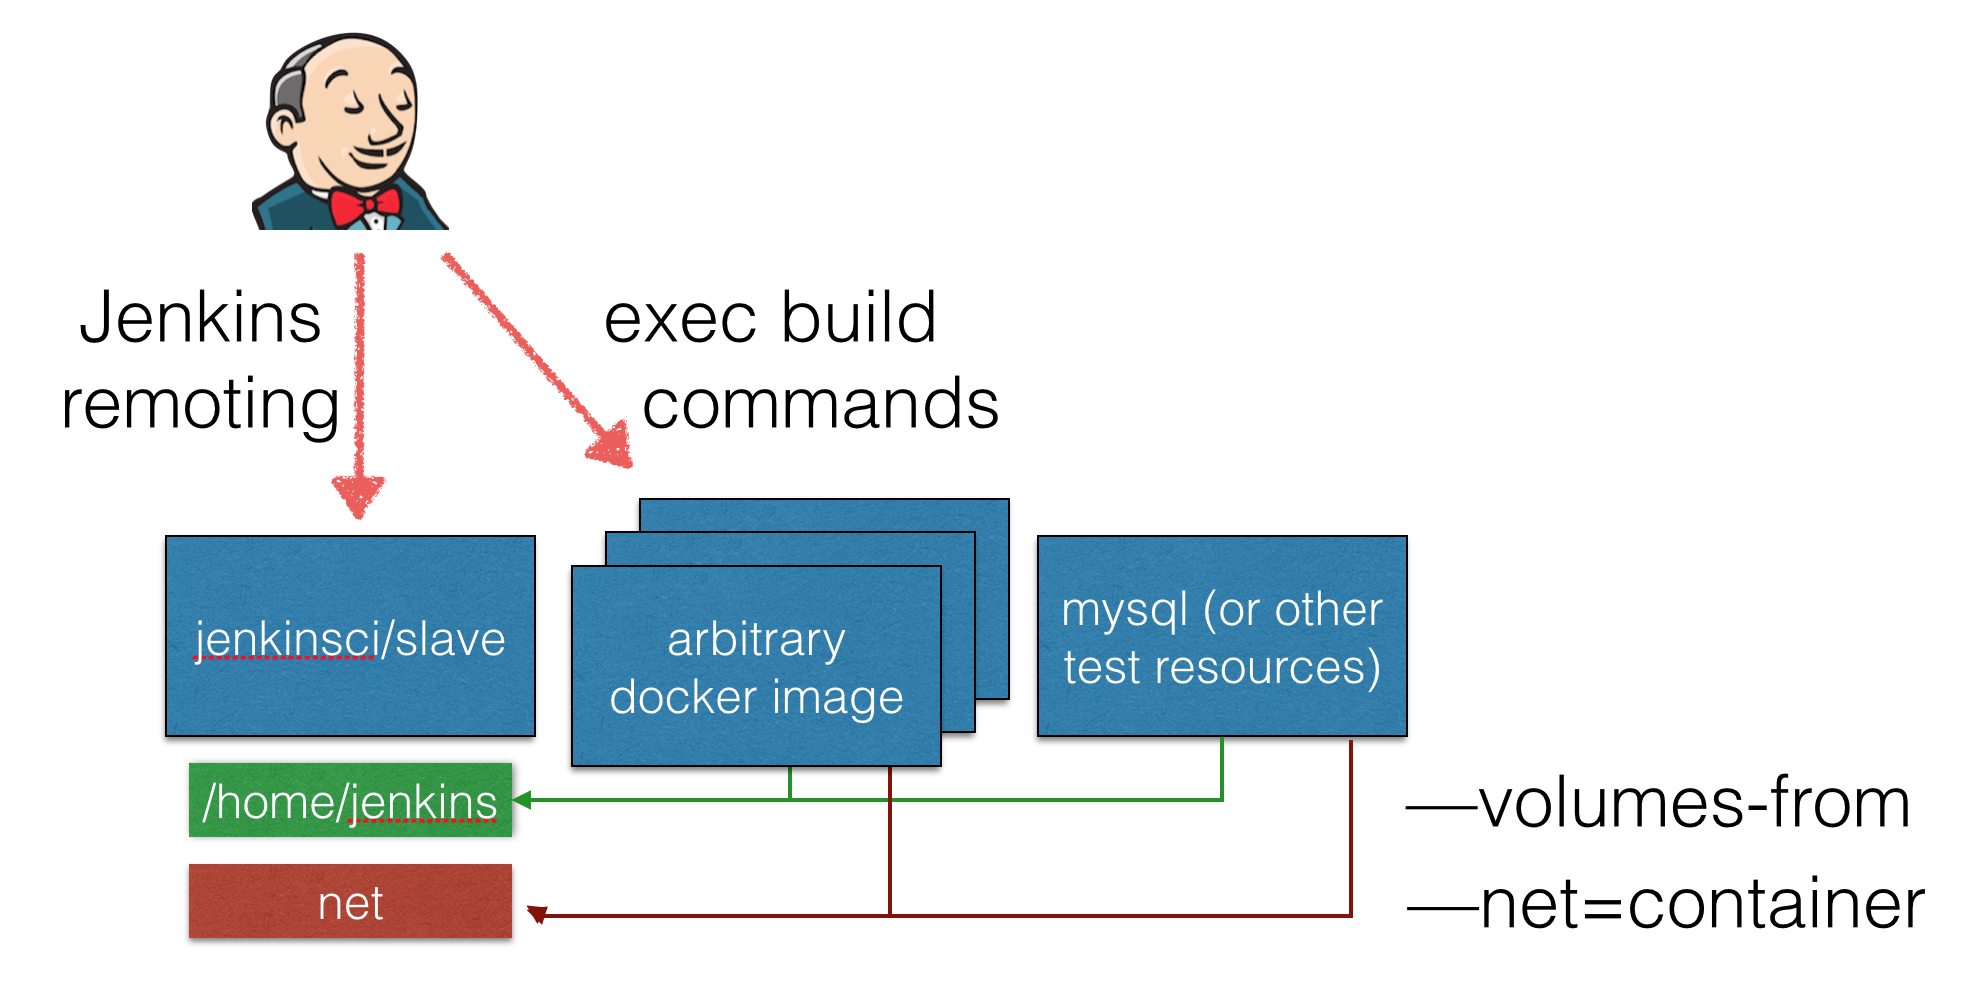 Jenkins
remoting
exec build
commands
jenkinsci/slave
arbitrary
docker image
mysql (or other
test resources)
/home/jenkins
—volumes-from
net
—net=container